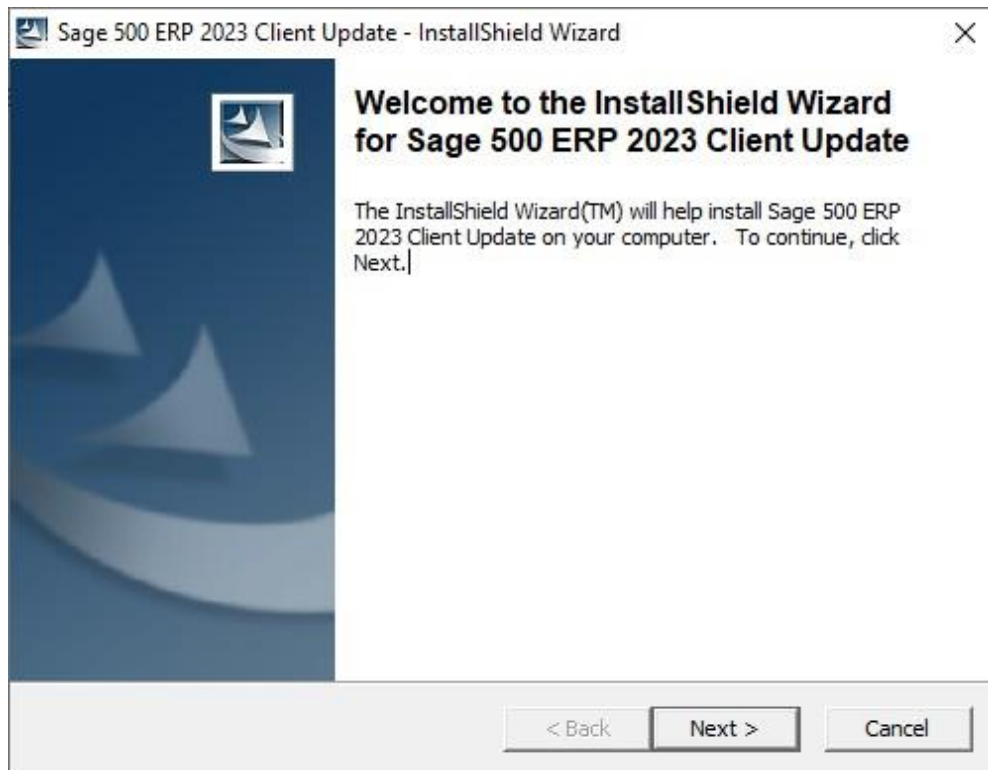 Sage 500 ERP 2023 Client Update - InstallShield Wizard
Welcome to the InstallShield Wizard
for Sage 500 ERP 2023 Client Update
The InstallShield Wizard(TM) will help install Sage 500 ERP
2023 Client Update on your computer.   To continue, click
Next.
< Back   Next >   Cancel